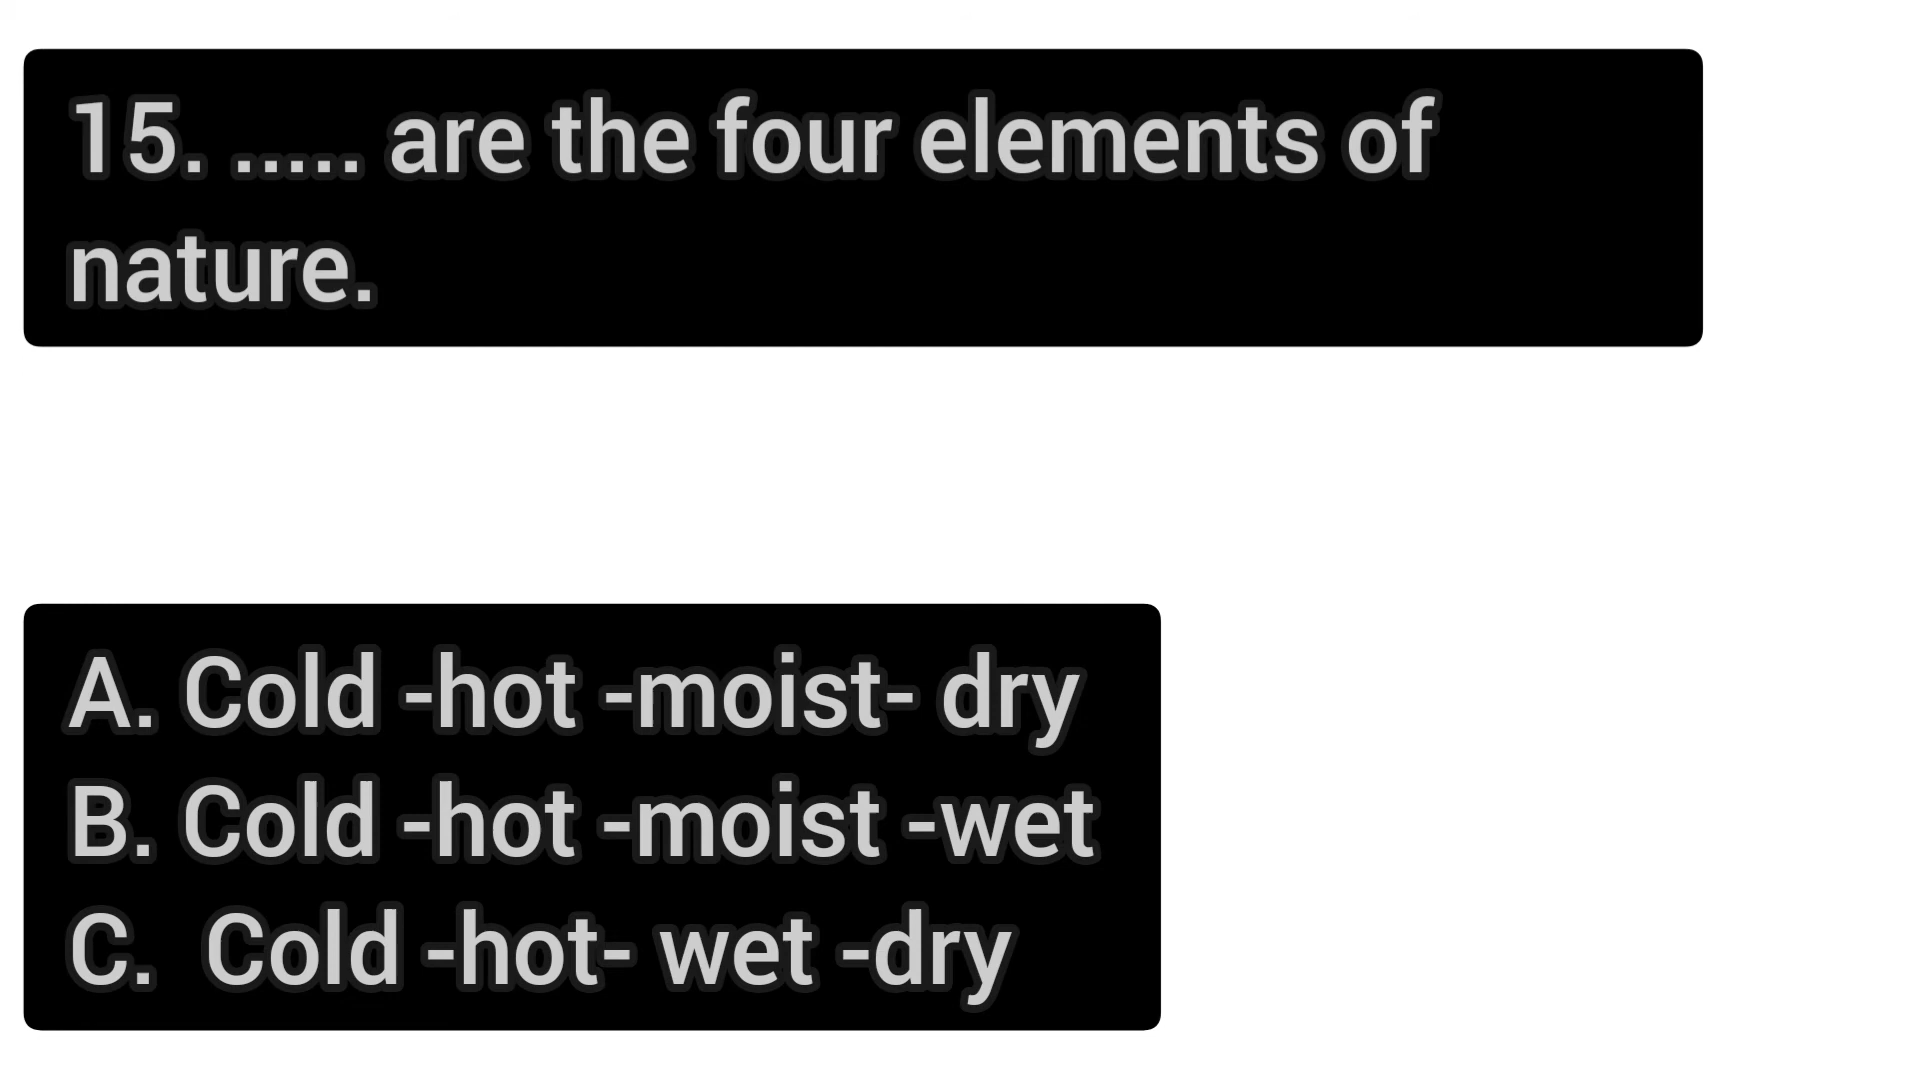 15. ..... are the four elements of
nature.
A. Cold -hot -moist- dry
B. Cold -hot -moist -wet
C.  Cold -hot- wet -dry